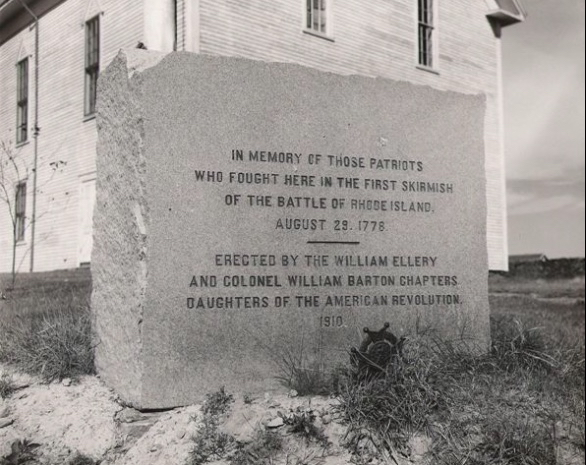 IN MEMORY OF THOSE PATRIOTS
WHO FOUGHT HERE IN THE FIRST SKIRMISH
OF THE BATTLE OF RHODE ISLAND,
AUGUST 29, 1778
ERECTED BY THE WILLIAM ELLERY
AND COLONEL WILLIAM BARTON CHAPTERS
DAUGHTERS OF THE AMERICAN REVOLUTION.
1910